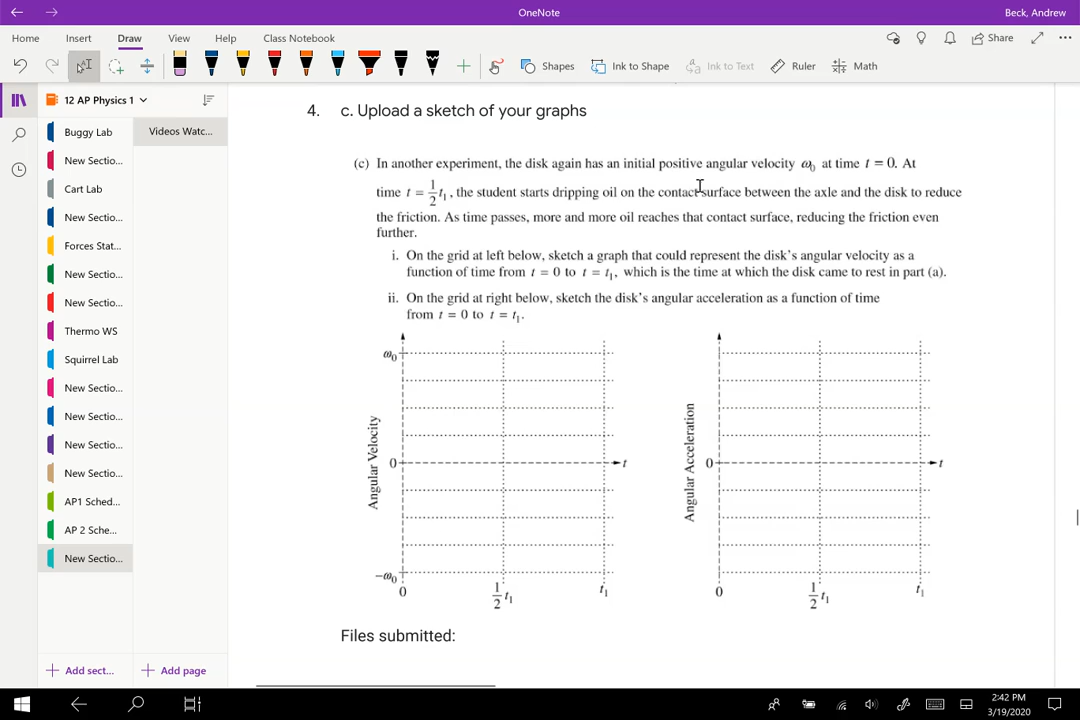 OneNote
Beck, Andrew
Home
Insert
Draw
View
Help
Class Notebook
Share
Shapes
Ink to Shape
Ink to Text
Ruler
Math
12 AP Physics 1
Buggy Lab
New Sectio...
Cart Lab
New Sectio...
Forces Stat...
New Sectio...
New Sectio...
Thermo WS
Squirrel Lab
New Sectio...
New Sectio...
New Sectio...
New Sectio...
AP1 Sched...
AP 2 Sche...
New Sectio...
Add sect...
Videos Watc...
Add page
4. c. Upload a sketch of your graphs
(c) In another experiment, the disk again has an initial positive angular velocity ω₀ at time t = 0. At
time t = 1/2 t₁, the student starts dripping oil on the contact surface between the axle and the disk to reduce
the friction. As time passes, more and more oil reaches that contact surface, reducing the friction even
further.
i. On the grid at left below, sketch a graph that could represent the disk's angular velocity as a
function of time from t = 0 to t = t₁, which is the time at which the disk came to rest in part (a).
ii. On the grid at right below, sketch the disk's angular acceleration as a function of time
from t = 0 to t = t₁.
ω₀
Angular Velocity
0
t
−ω₀
0
1/2 t₁
t₁
Angular Acceleration
0
t
0
1/2 t₁
t₁
Files submitted:
2:42 PM
3/19/2020